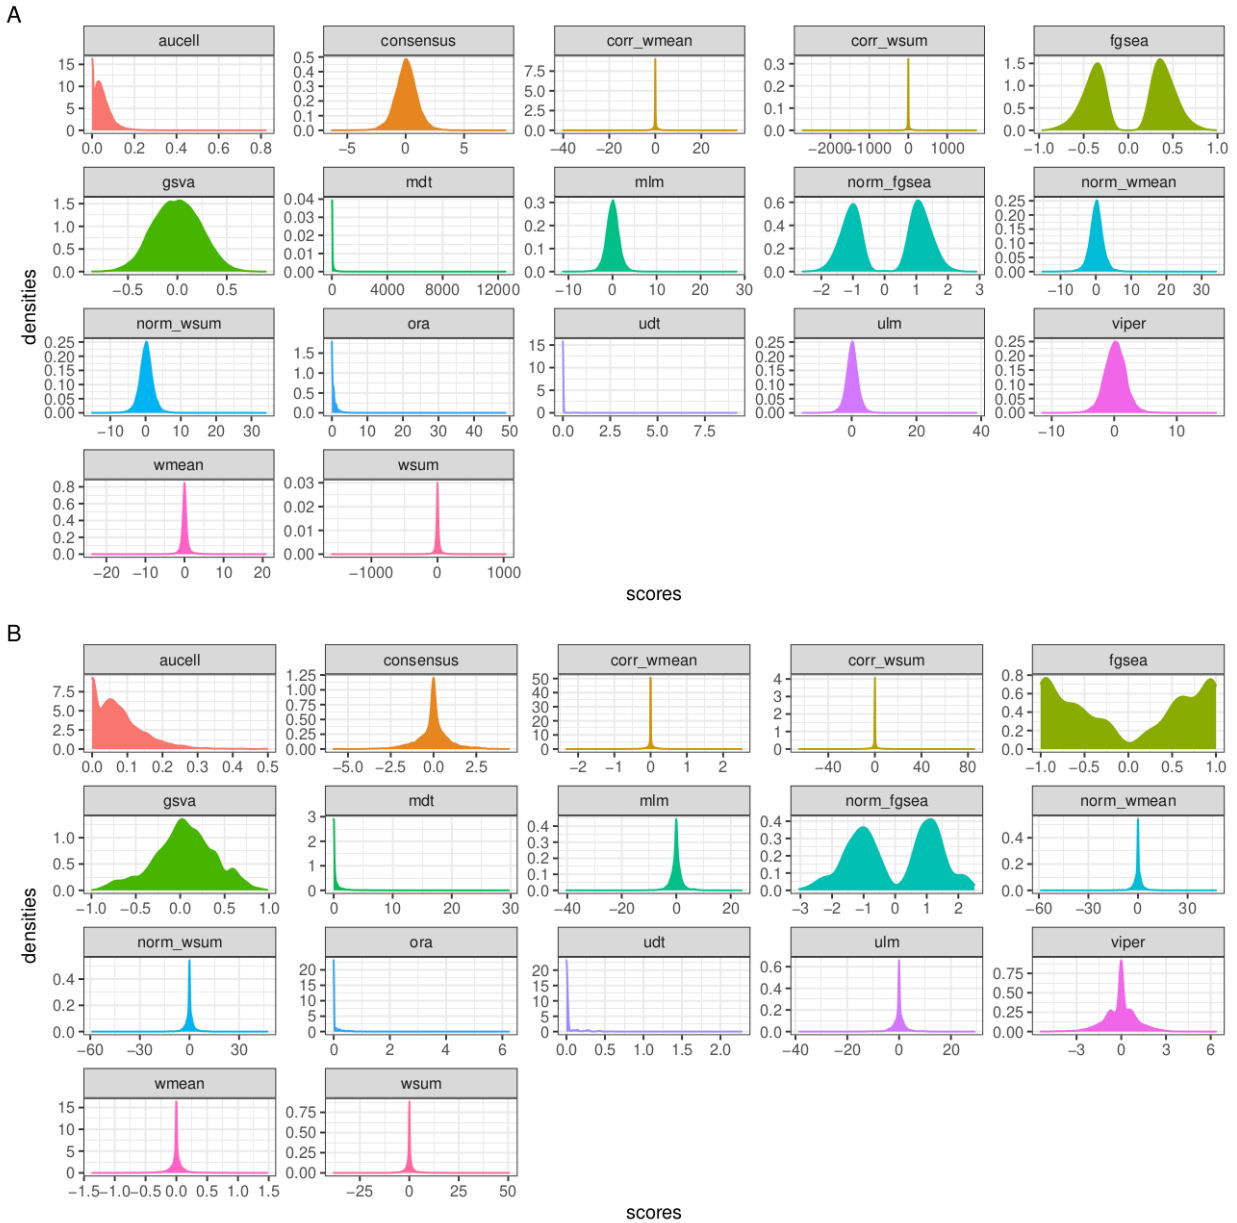 A
aucell consensus corr_wmean corr_wsum fgsea
15 10 5 0 0.5 0.4 0.3 0.2 0.1 0.0 7.5 5.0 2.5 0.0 0.3 0.2 0.1 0.0 1.5 1.0 0.5 0.0
0.0 0.2 0.4 0.6 0.8 −5 0 5 −40 −20 0 20 −2000 −1000 0 1000 −1.0 −0.5 0.0 0.5 1.0
gsva mdt mlm norm_fgsea norm_wmean
1.5 1.0 0.5 0.0 0.04 0.03 0.02 0.01 0.00 0.3 0.2 0.1 0.0 0.6 0.4 0.2 0.0 0.25 0.20 0.15 0.10 0.05 0.00
−0.5 0.0 0.5 0 4000 8000 12000 −10 0 10 20 30 −2 −1 0 1 2 3 −10 0 10 20 30
densities
norm_wsum ora udt ulm viper
0.25 0.20 0.15 0.10 0.05 0.00 1.5 1.0 0.5 0.0 15 10 5 0 0.25 0.20 0.15 0.10 0.05 0.00 0.25 0.20 0.15 0.10 0.05 0.00
−10 0 10 20 30 0 10 20 30 40 50 0.0 2.5 5.0 7.5 0 20 40 −10 0 10
wmean wsum
0.8 0.6 0.4 0.2 0.0 0.03 0.02 0.01 0.00
−20 −10 0 10 20 −1000 0 1000
scores
B
aucell consensus corr_wmean corr_wsum fgsea
7.5 5.0 2.5 0.0 1.25 1.00 0.75 0.50 0.25 0.00 50 40 30 20 10 0 4 3 2 1 0 0.8 0.6 0.4 0.2 0.0
0.0 0.1 0.2 0.3 0.4 0.5 −5.0 −2.5 0.0 2.5 −2 −1 0 1 2 −40 0 40 80 −1.0 −0.5 0.0 0.5 1.0
gsva mdt mlm norm_fgsea norm_wmean
1.0 0.5 0.0 3 2 1 0 0.4 0.3 0.2 0.1 0.0 0.4 0.3 0.2 0.1 0.0 0.4 0.2 0.0
−1.0 −0.5 0.0 0.5 1.0 0 10 20 30 −40 −20 0 20 −3 −2 −1 0 1 2 −60 −30 0 30
densities
norm_wsum ora udt ulm viper
0.4 0.2 0.0 20 15 10 5 0 20 15 10 5 0 0.6 0.4 0.2 0.0 0.75 0.50 0.25 0.00
−60 −30 0 30 0 2 4 6 0.0 0.5 1.0 1.5 2.0 −40 −20 0 20 −3 0 3 6
wmean wsum
15 10 5 0 0.75 0.50 0.25 0.00
−1.5 −1.0 −0.5 0.0 0.5 1.0 1.5 −25 0 25 50
scores